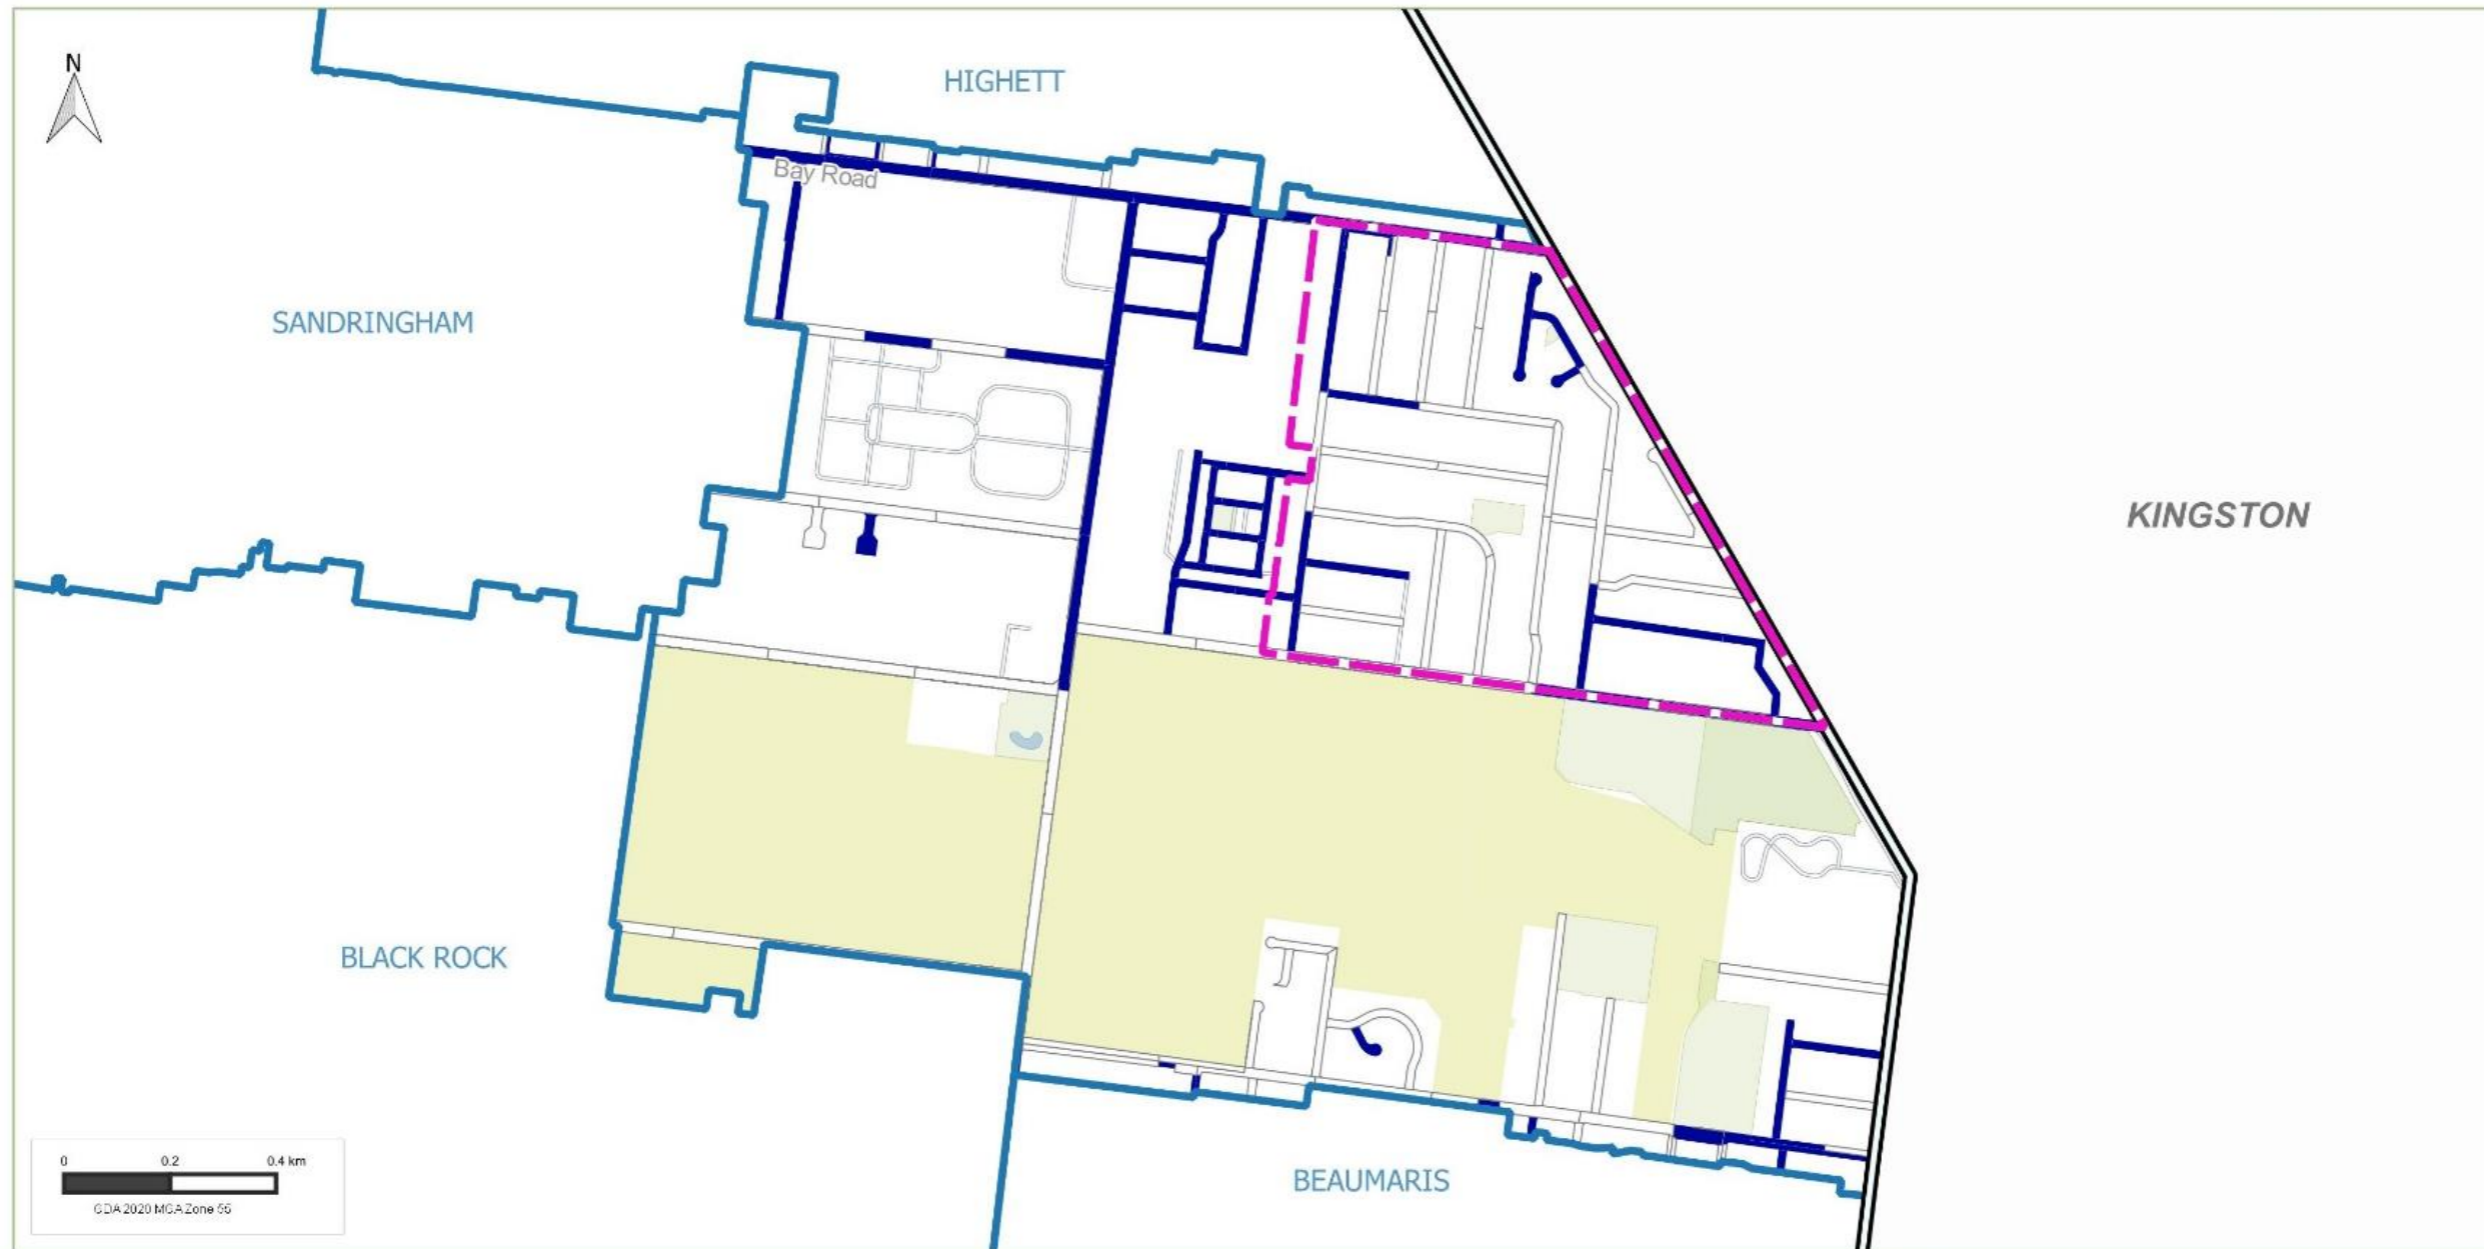 N
HIGHETT
Bay Road
SANDRINGHAM
KINGSTON
BLACK ROCK
BEAUMARIS
0 0.2 0.4 km
GDA 2020 MGA Zone 55